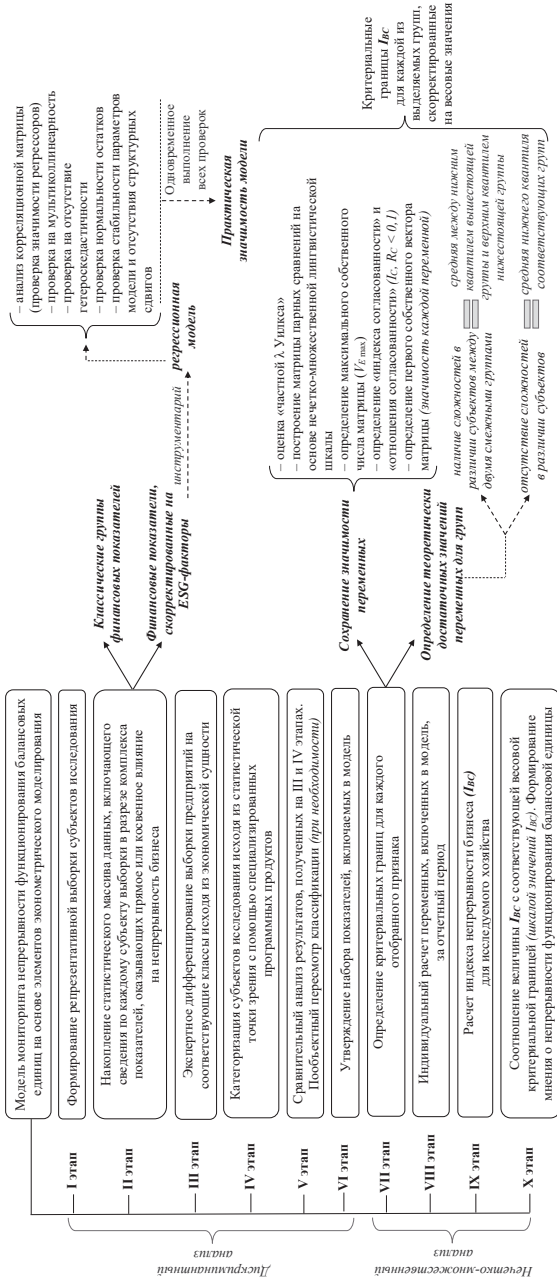 Модель мониторинга непрерывности функционирования балансовых
единиц на основе элементов эконометрического моделирования
I этап
Формирование репрезентативной выборки субъектов исследования
II этап
Накопление статистического массива данных, включающего
сведения по каждому субъекту выборки в разрезе комплекса
показателей, оказывающих прямое или косвенное влияние
на непрерывность бизнеса
III этап
Экспертное дифференцирование выборки предприятий на
соответствующие классы исходя из экономической сущности
IV этап
Категоризация субъектов исследования исходя из статистической
точки зрения с помощью специализированных
программных продуктов
V этап
Сравнительный анализ результатов, полученных на III и IV этапах.
Пообъектный пересмотр классификации (при необходимости)
VI этап
Утверждение набора показателей, включаемых в модель
VII этап
Определение критериальных границ для каждого
отобранного признака
VIII этап
Индивидуальный расчет переменных, включенных в модель,
за отчетный период
IX этап
Расчет индекса непрерывности бизнеса (IBC)
для исследуемого хозяйства
X этап
Соотношение величины IBC с соответствующей весовой
критериальной границей (шкалой значений IBC). Формирование
мнения о непрерывности функционирования балансовой единицы
Дискриминантный
анализ
Нечетко-множественный
анализ
Классические группы
финансовых показателей
Финансовые показатели,
скорректированные на
ESG-факторы
инструментарий
регрессионная
модель
– анализ корреляционной матрицы
(проверка значимости регрессоров)
– проверка на мультиколлинеарность
– проверка на отсутствие
гетероскедастичности
– проверка нормальности остатков
– проверка стабильности параметров
модели и отсутствия структурных
сдвигов
Одновременное
выполнение
всех проверок
Практическая
значимость модели
Сохранение значимости
переменных
– оценка «частной λ Уилкса»
– построение матрицы парных сравнений на
основе нечетко-множественной лингвистической
шкалы
– определение максимального собственного
числа матрицы (VE max)
– определение «индекса согласованности» и
«отношения согласованности» (IC, RC < 0,1)
– определение первого собственного вектора
матрицы (значимость каждой переменной)
Определение теоретически
достаточных значений
переменных для групп
наличие сложностей в
различии субъектов между
двумя смежными группами
средняя между нижним
квантилем вышестоящей
группы и верхним квантилем
нижестоящей группы
отсутствие сложностей
в различии субъектов
средняя нижнего квантиля
соответствующих групп
Критериальные
границы IBC
для каждой из
выделяемых групп,
скорректированные
на весовые значения